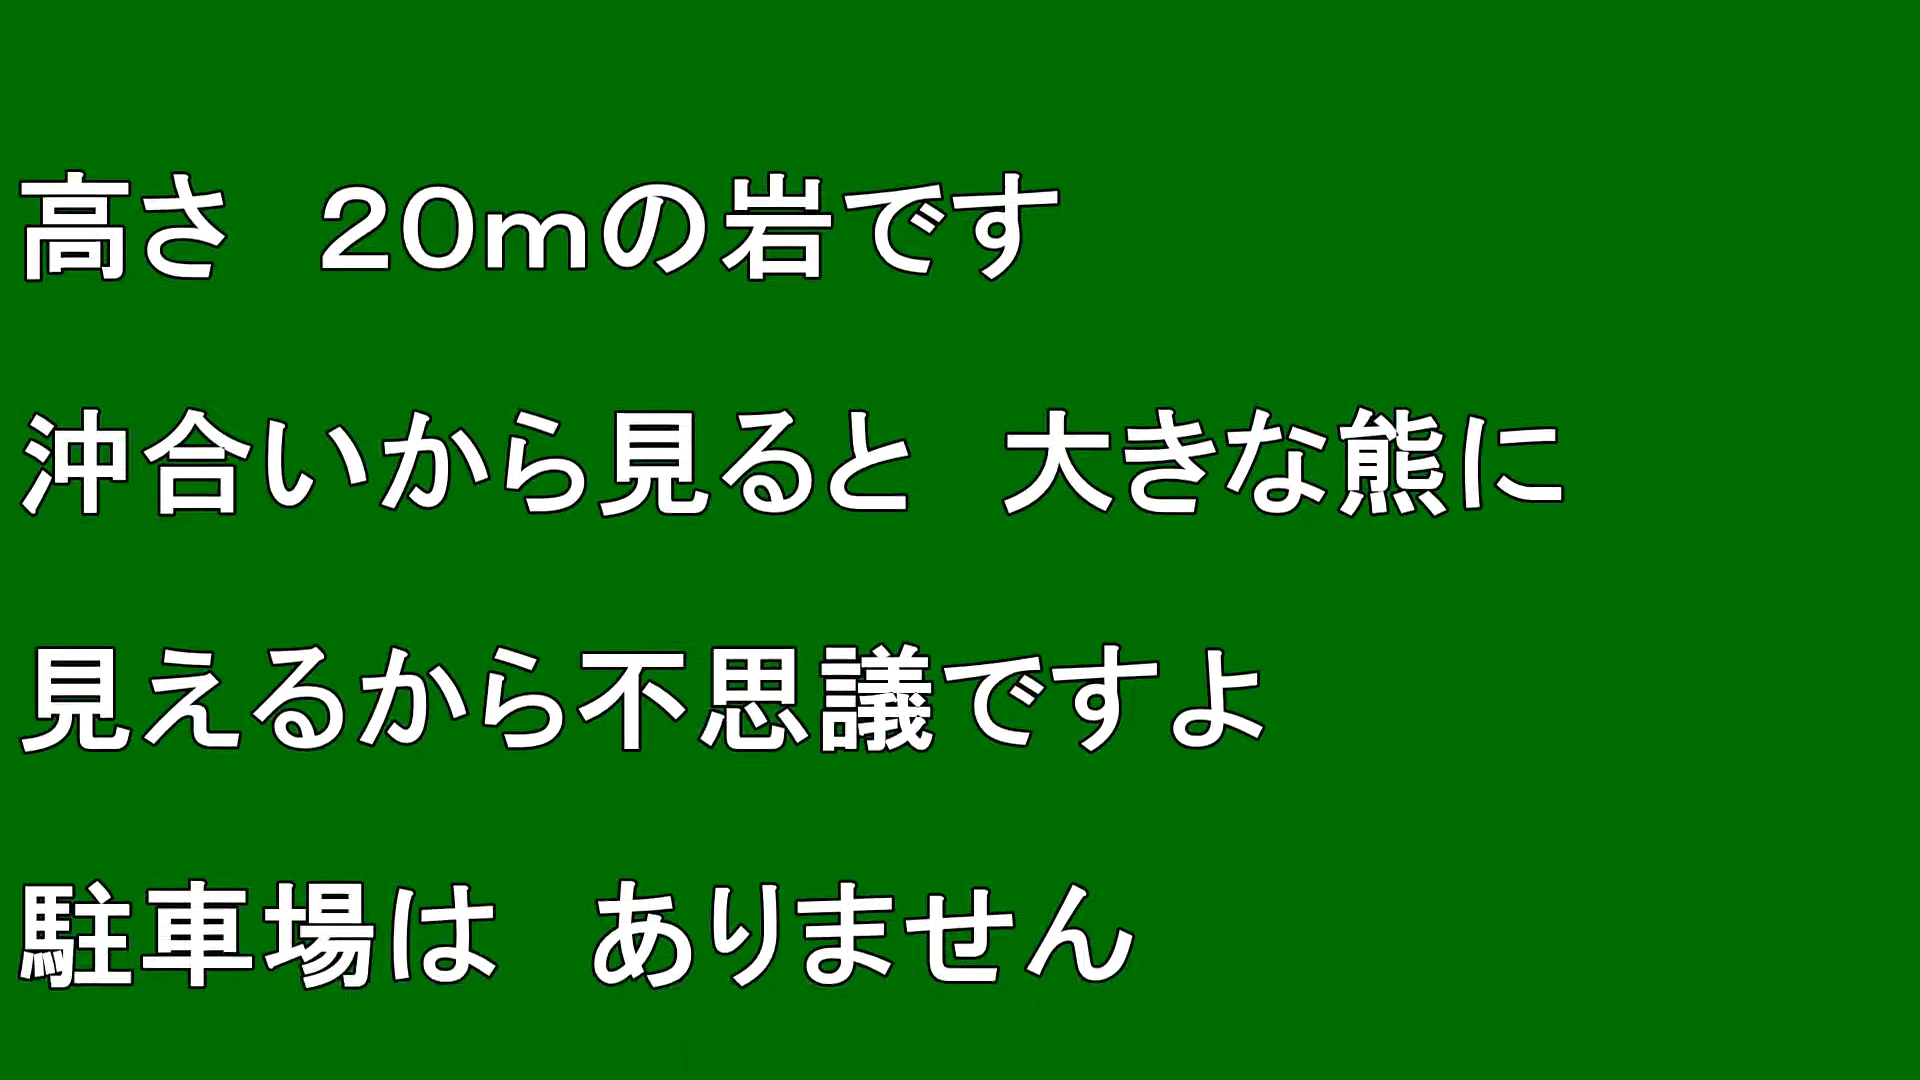 高さ　２０ｍの岩です
沖合いから見ると　大きな熊に
見えるから不思議ですよ
駐車場は　ありません